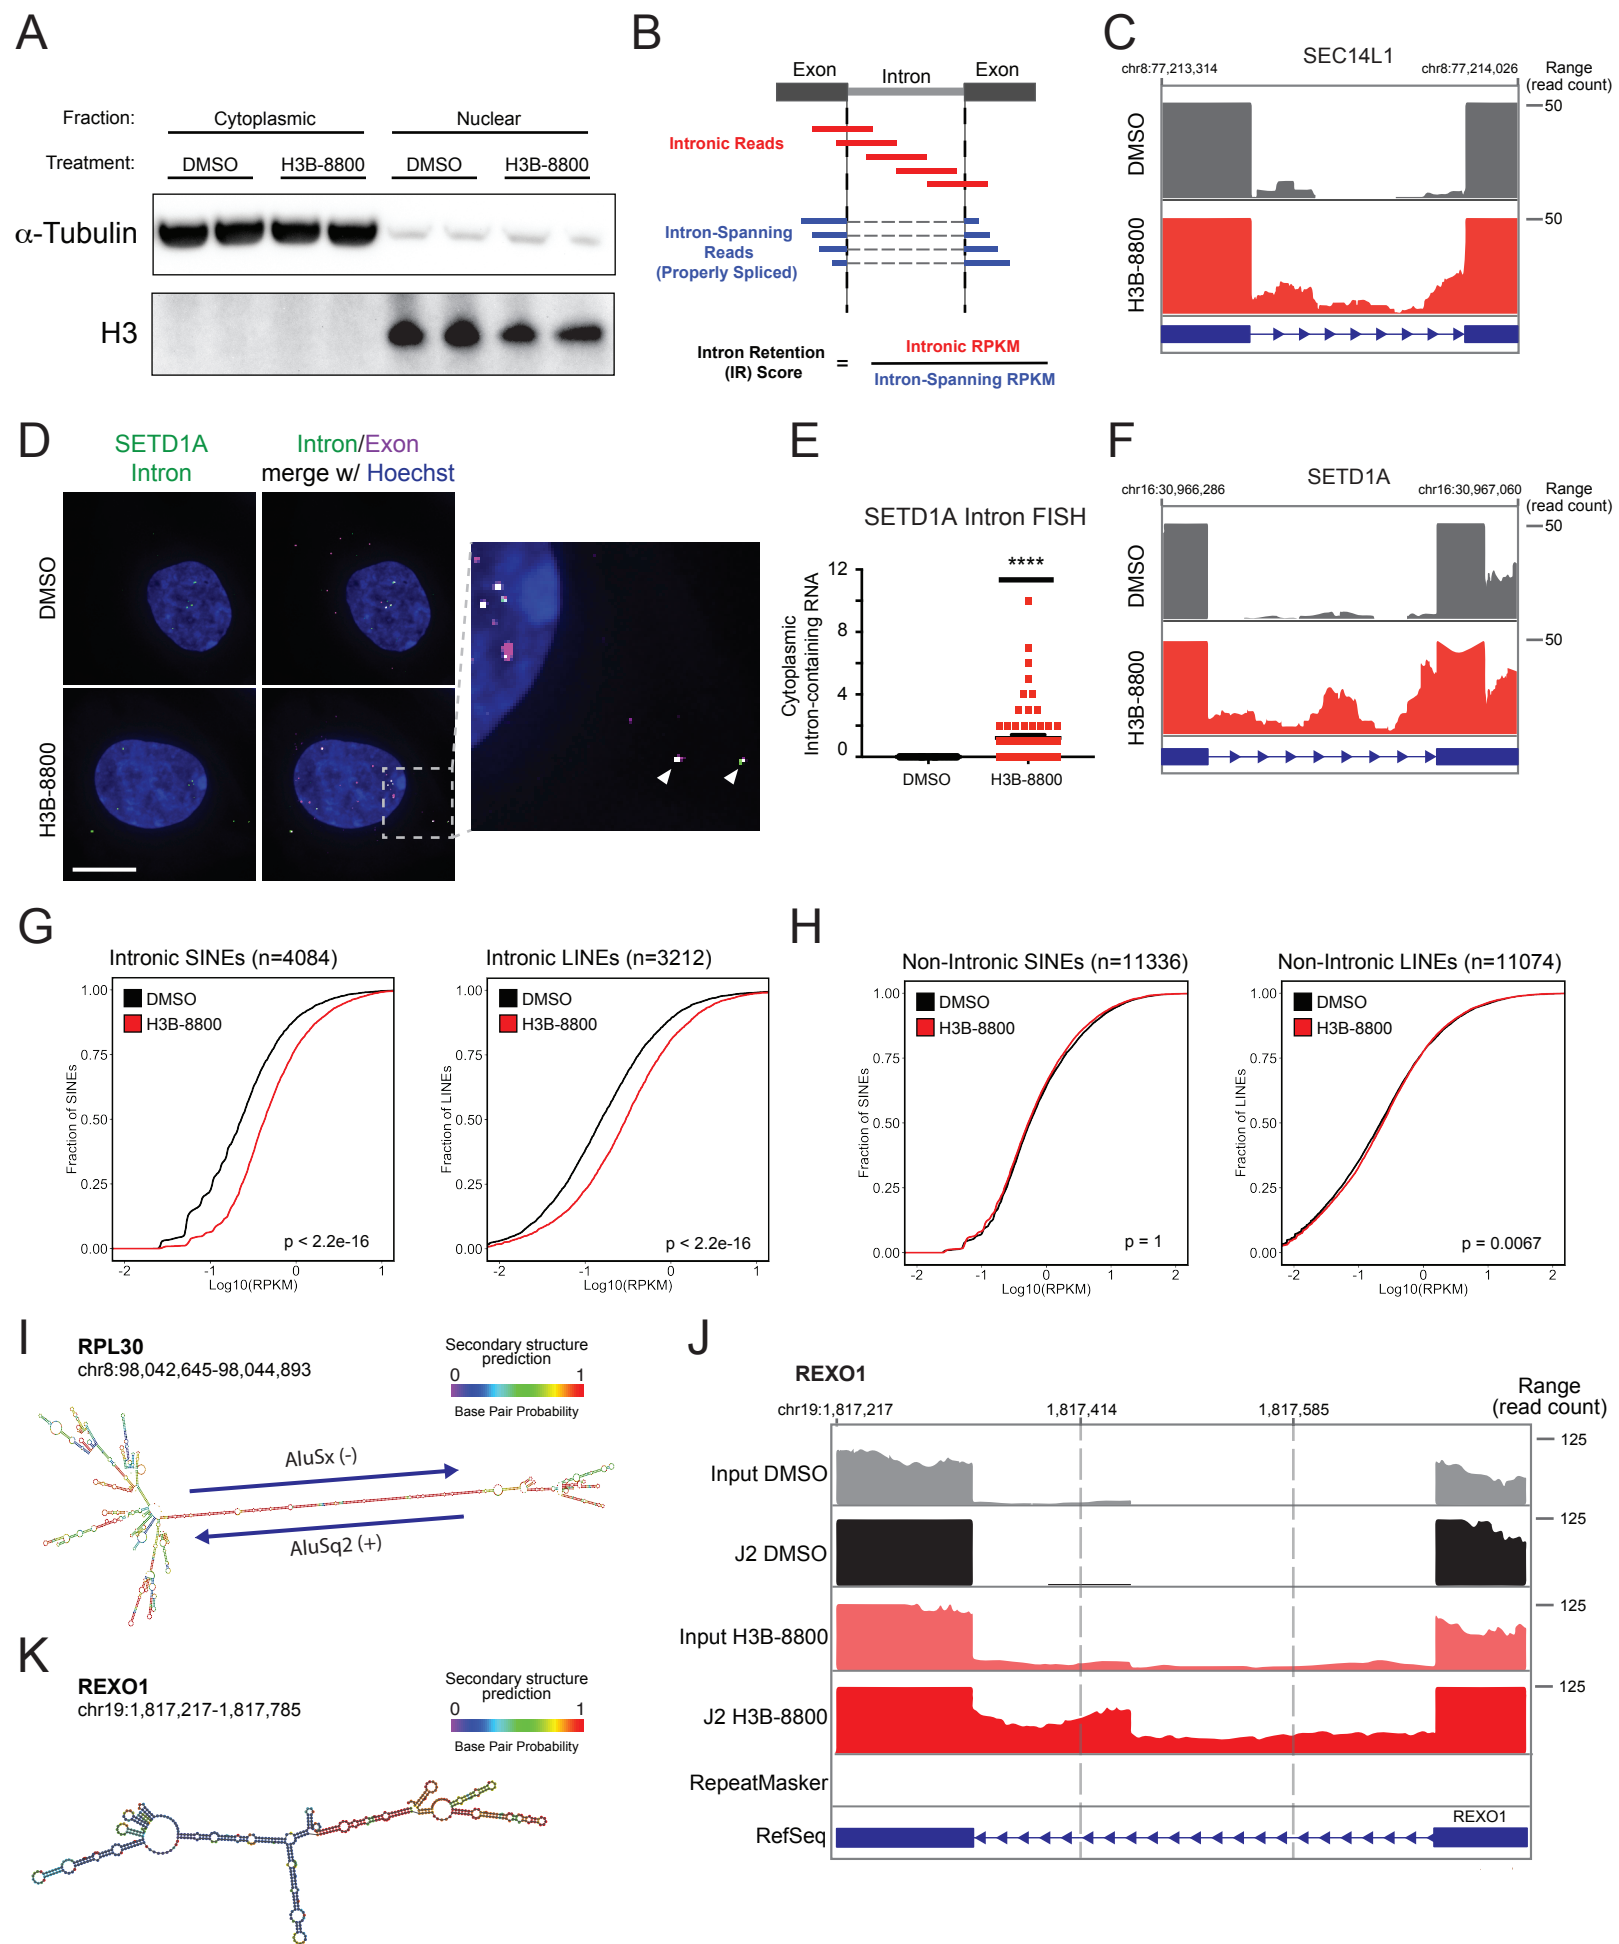 A
Fraction:
Cytoplasmic
Nuclear
Treatment:
DMSO
H3B-8800
DMSO
H3B-8800
α-Tubulin
H3
B
Exon
Intron
Exon
Intronic Reads
Intron-Spanning
Reads
(Properly Spliced)
Intron Retention
(IR) Score
=
Intronic RPKM
Intron-Spanning RPKM
C
SEC14L1
chr8:77,213,314
chr8:77,214,026
Range
(read count)
DMSO
50
H3B-8800
50
D
SETD1A
Intron
Intron/Exon
merge w/ Hoechst
DMSO
H3B-8800
E
SETD1A Intron FISH
Cytoplasmic
Intron-containing RNA
12
8
4
0
****
DMSO
H3B-8800
F
SETD1A
chr16:30,966,286
chr16:30,967,060
Range
(read count)
DMSO
50
H3B-8800
50
G
Intronic SINEs (n=4084)
DMSO
H3B-8800
Fraction of SINEs
1.00
0.75
0.50
0.25
0.00
p < 2.2e-16
-2
-1
0
1
Log10(RPKM)
Intronic LINEs (n=3212)
DMSO
H3B-8800
Fraction of LINEs
1.00
0.75
0.50
0.25
0.00
p < 2.2e-16
-2
-1
0
1
Log10(RPKM)
H
Non-Intronic SINEs (n=11336)
DMSO
H3B-8800
Fraction of SINEs
1.00
0.75
0.50
0.25
0.00
p = 1
-2
-1
0
1
2
Log10(RPKM)
Non-Intronic LINEs (n=11074)
DMSO
H3B-8800
Fraction of LINEs
1.00
0.75
0.50
0.25
0.00
p = 0.0067
-2
-1
0
1
2
Log10(RPKM)
I
RPL30
chr8:98,042,645-98,044,893
Secondary structure
prediction
0
1
Base Pair Probability
AluSx (-)
AluSq2 (+)
J
REXO1
chr19:1,817,217
1,817,414
1,817,585
Range
(read count)
Input DMSO
125
J2 DMSO
125
Input H3B-8800
125
J2 H3B-8800
125
RepeatMasker
RefSeq
REXO1
K
REXO1
chr19:1,817,217-1,817,785
Secondary structure
prediction
0
1
Base Pair Probability